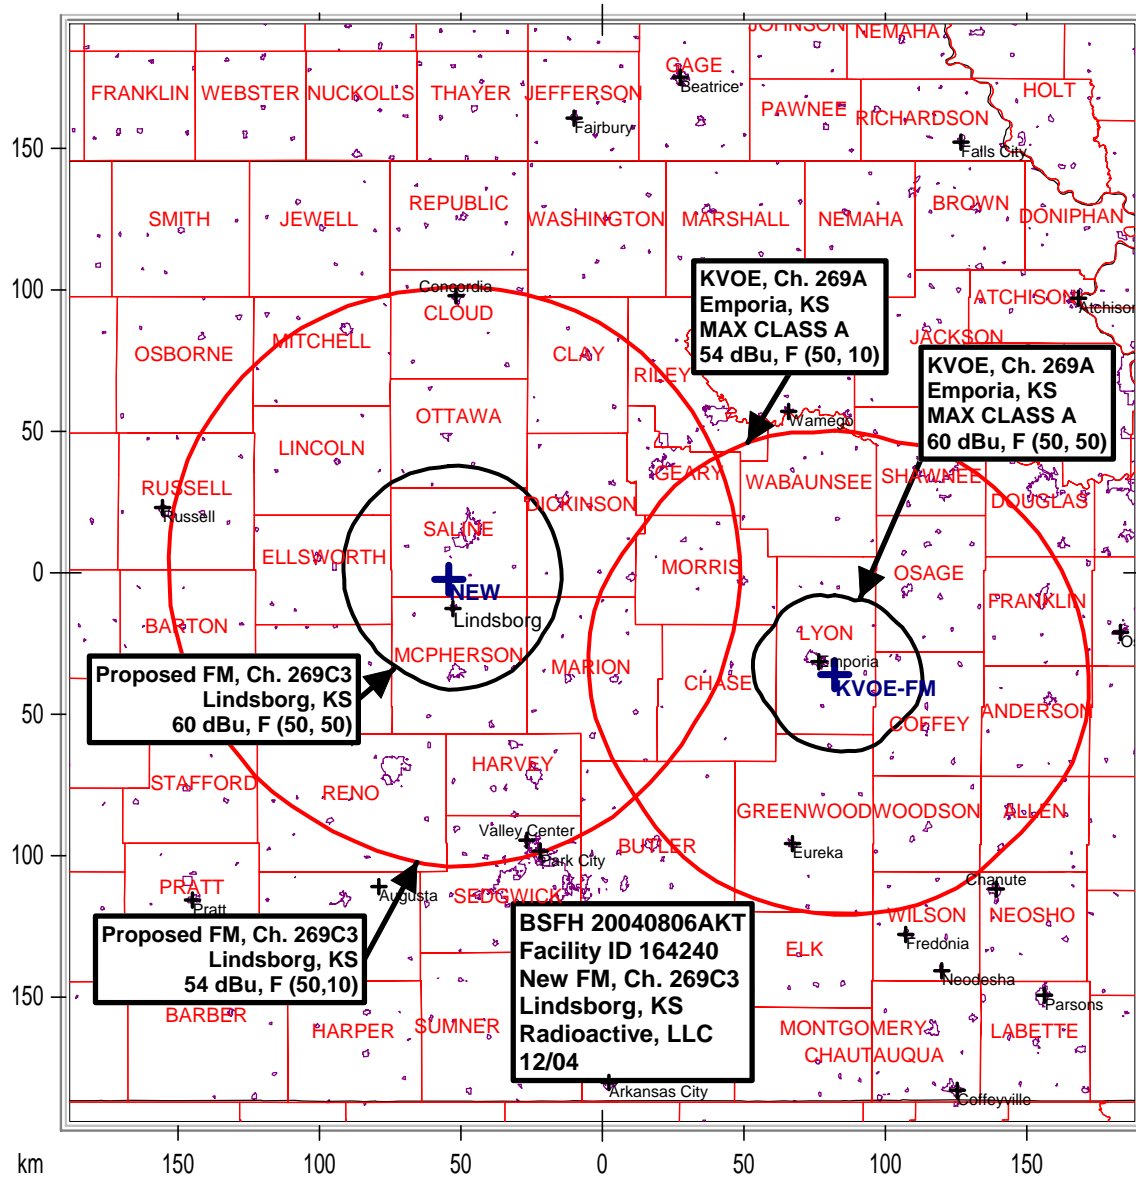 JOHNSON
NEMAHA
GAGE
Beatrice
HOLT
FRANKLIN WEBSTER NUCKOLLS THAYER JEFFERSON
PAWNEE
RICHARDSON
Fairbury
Falls City
150
SMITH JEWELL REPUBLIC WASHINGTON MARSHALL NEMAHA BROWN DONIPHAN
100
Concordia
CLOUD
KVOE, Ch. 269A
Emporia, KS
MAX CLASS A
54 dBu, F (50, 10)
ATCHISON
Atchison
JACKSON
OSBORNE
MITCHELL
CLAY
RILEY
KVOE, Ch. 269A
Emporia, KS
MAX CLASS A
60 dBu, F (50, 50)
OTTAWA
Wamego
50
LINCOLN
RUSSELL
Russell
GEARY
WABAUNSEE
SHAWNEE
DOUGLAS
DICKINSON
SALINE
ELLSWORTH
MORRIS
OSAGE
0
NEW
Lindsborg
FRANKLIN
BARTON
LYON
Emporia
MCPHERSON
MARION
CHASE
KVOE-FM
Proposed FM, Ch. 269C3
Lindsborg, KS
60 dBu, F (50, 50)
COFFEY
ANDERSON
50
STAFFORD
RENO
HARVEY
GREENWOOD
WOODSON
ALLEN
Valley Center
Park City
BUTLER
Eureka
100
PRATT
Pratt
Augusta
SEDGWICK
Chanute
WILSON
NEOSHO
Fredonia
Proposed FM, Ch. 269C3
Lindsborg, KS
54 dBu, F (50,10)
BSFH 20040806AKT
Facility ID 164240
New FM, Ch. 269C3
Lindsborg, KS
Radioactive, LLC
12/04
ELK
Neodesha
150
Parsons
BARBER
HARPER
SUMNER
MONTGOMERY
LABETTE
CHAUTAUQUA
Arkansas City
Coffeyville
km 150 100 50 0 50 100 150